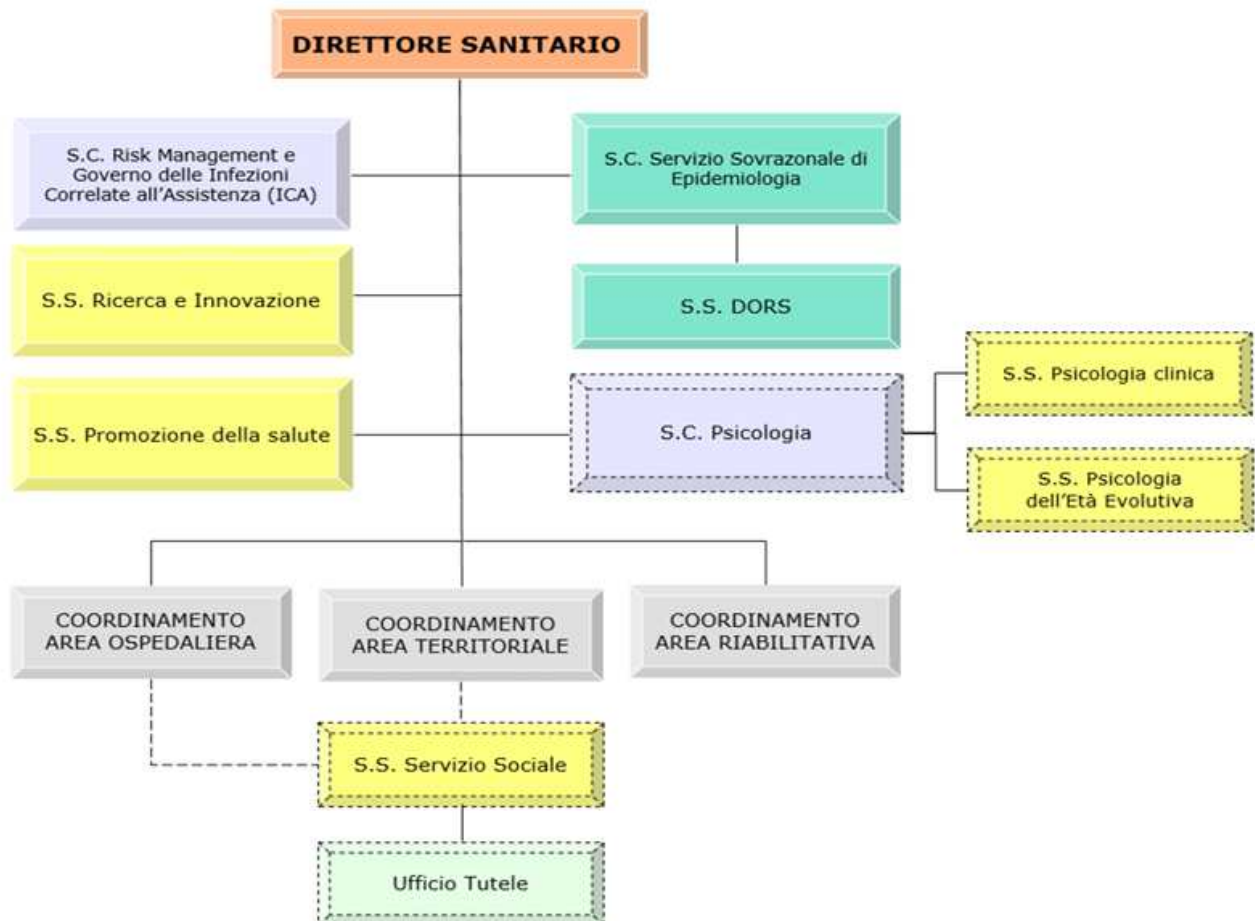 DIRETTORE SANITARIO
S.C. Risk Management e
Governo delle Infezioni
Correlate all'Assistenza (ICA)
S.C. Servizio Sovrazonale di
Epidemiologia
S.S. Ricerca e Innovazione
S.S. DORS
S.S. Promozione della salute
S.C. Psicologia
S.S. Psicologia clinica
S.S. Psicologia
dell'Età Evolutiva
COORDINAMENTO
AREA OSPEDALIERA
COORDINAMENTO
AREA TERRITORIALE
COORDINAMENTO
AREA RIABILITATIVA
S.S. Servizio Sociale
Ufficio Tutele